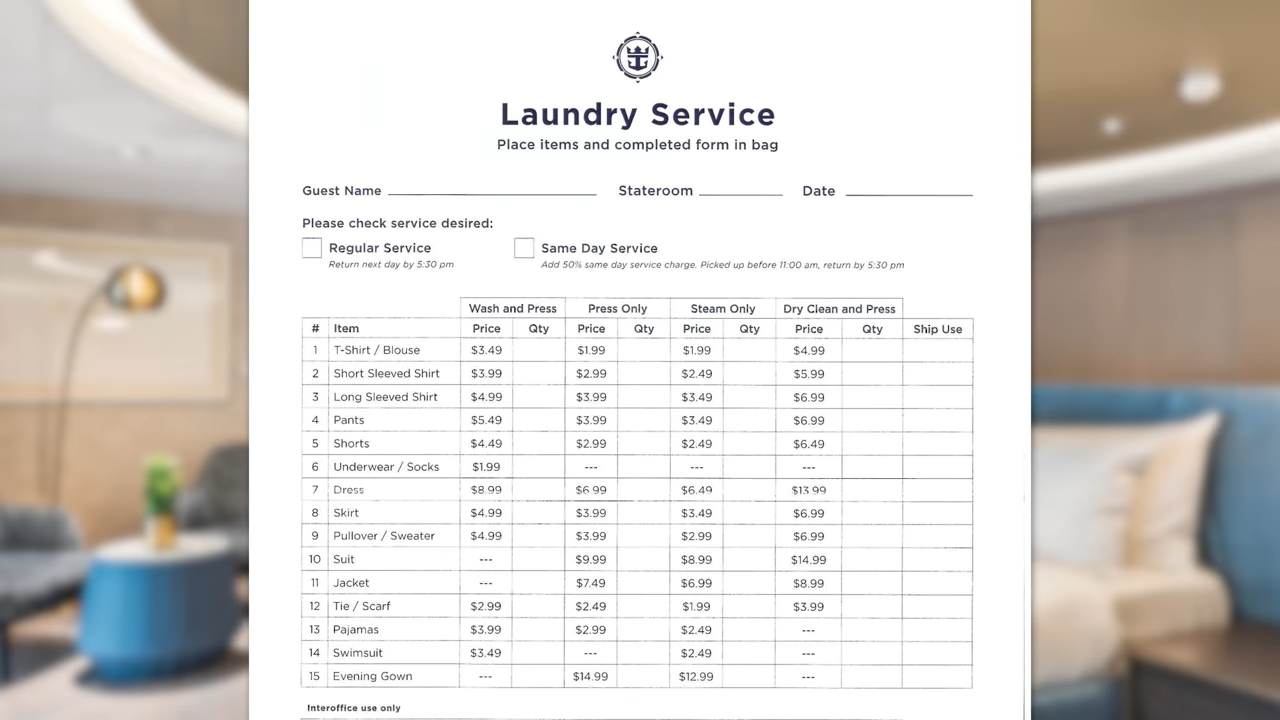 Laundry Service
Place items and completed form in bag
Guest Name Stateroom Date
Please check service desired:
Regular Service Same Day Service
Return next day by 5:30 pm Add 50% same day service charge. Picked up before 11:00 am, return by 5:30 pm
Wash and Press Press Only Steam Only Dry Clean and Press
# Item Price Qty Price Qty Price Qty Price Qty Ship Use
1 T-Shirt / Blouse $3.49 $1.99 $1.99 $4.99
2 Short Sleeved Shirt $3.99 $2.99 $2.49 $5.99
3 Long Sleeved Shirt $4.99 $3.99 $3.49 $6.99
4 Pants $5.49 $3.99 $3.49 $6.99
5 Shorts $4.49 $2.99 $2.49 $6.49
6 Underwear / Socks $1.99 --- --- ---
7 Dress $8.99 $6.99 $6.49 $13.99
8 Skirt $4.99 $3.99 $3.49 $6.99
9 Pullover / Sweater $4.99 $3.99 $2.99 $6.99
10 Suit --- $9.99 $8.99 $14.99
11 Jacket --- $7.49 $6.99 $8.99
12 Tie / Scarf $2.99 $2.49 $1.99 $3.99
13 Pajamas $3.99 $2.99 $2.49 ---
14 Swimsuit $3.49 --- $2.49 ---
15 Evening Gown --- $14.99 $12.99 ---
Interoffice use only